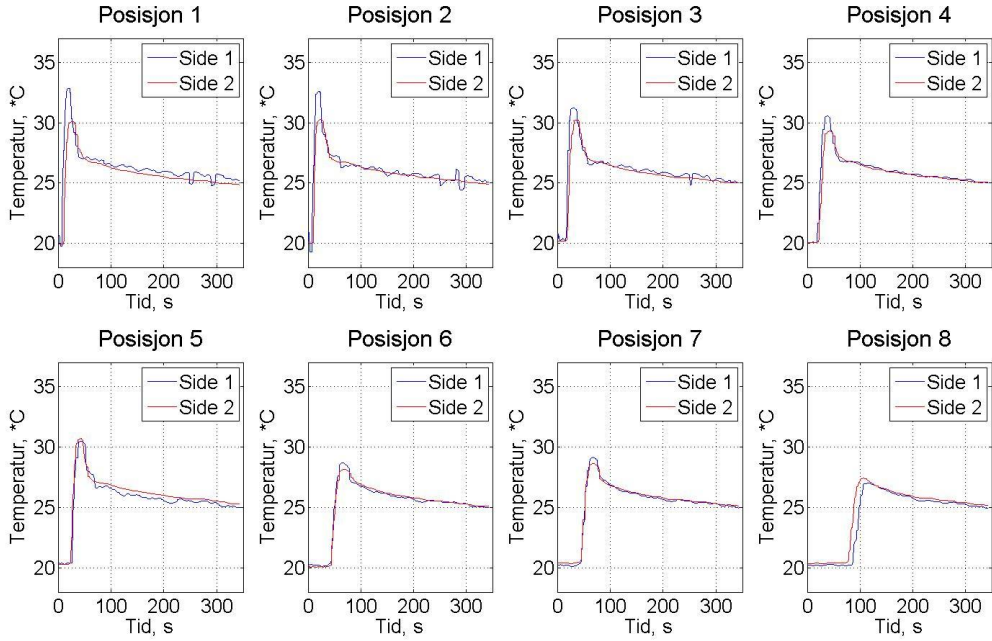 Posisjon 1
Side 1
Side 2
Temperatur, *C
35
30
25
20
0 100 200 300
Tid, s
Posisjon 2
Side 1
Side 2
Temperatur, *C
35
30
25
20
0 100 200 300
Tid, s
Posisjon 3
Side 1
Side 2
Temperatur, *C
35
30
25
20
0 100 200 300
Tid, s
Posisjon 4
Side 1
Side 2
Temperatur, *C
35
30
25
20
0 100 200 300
Tid, s
Posisjon 5
Side 1
Side 2
Temperatur, *C
35
30
25
20
0 100 200 300
Tid, s
Posisjon 6
Side 1
Side 2
Temperatur, *C
35
30
25
20
0 100 200 300
Tid, s
Posisjon 7
Side 1
Side 2
Temperatur, *C
35
30
25
20
0 100 200 300
Tid, s
Posisjon 8
Side 1
Side 2
Temperatur, *C
35
30
25
20
0 100 200 300
Tid, s